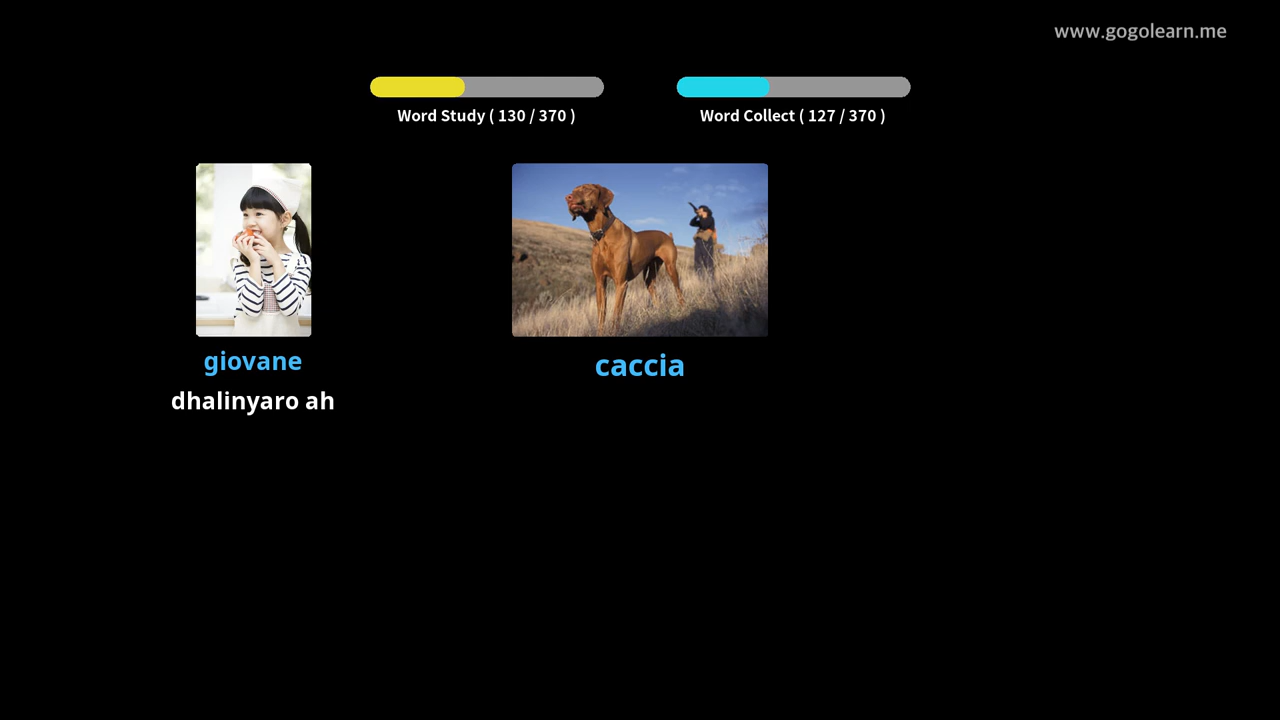 www.gogolearn.me
Word Study ( 130 / 370 )
Word Collect ( 127 / 370 )
giovane
dhalinyaro ah
caccia